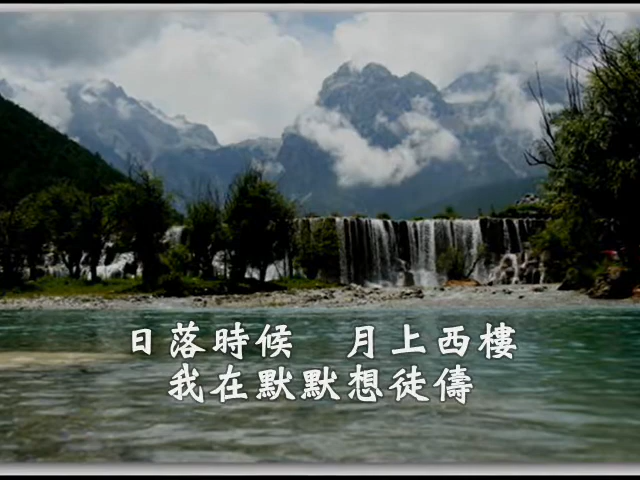 日落時候　月上西樓
我在默默想徒儔